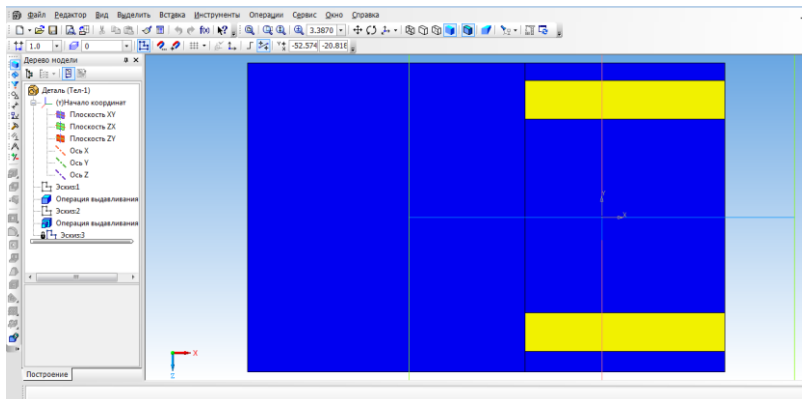 Файл Редактор Вид Выделить Вставка Инструменты Операции Сервис Окно Справка
f(x) 3.3870
1.0 0 -52.574 -20.816
Дерево модели
Деталь (Тел-1)
(т)Начало координат
Плоскость XY
Плоскость ZX
Плоскость ZY
Ось X
Ось Y
Ось Z
Эскиз:1
Операция выдавливания
Эскиз:2
Операция выдавливания
Эскиз:3
Построение
Y
X
X
Z